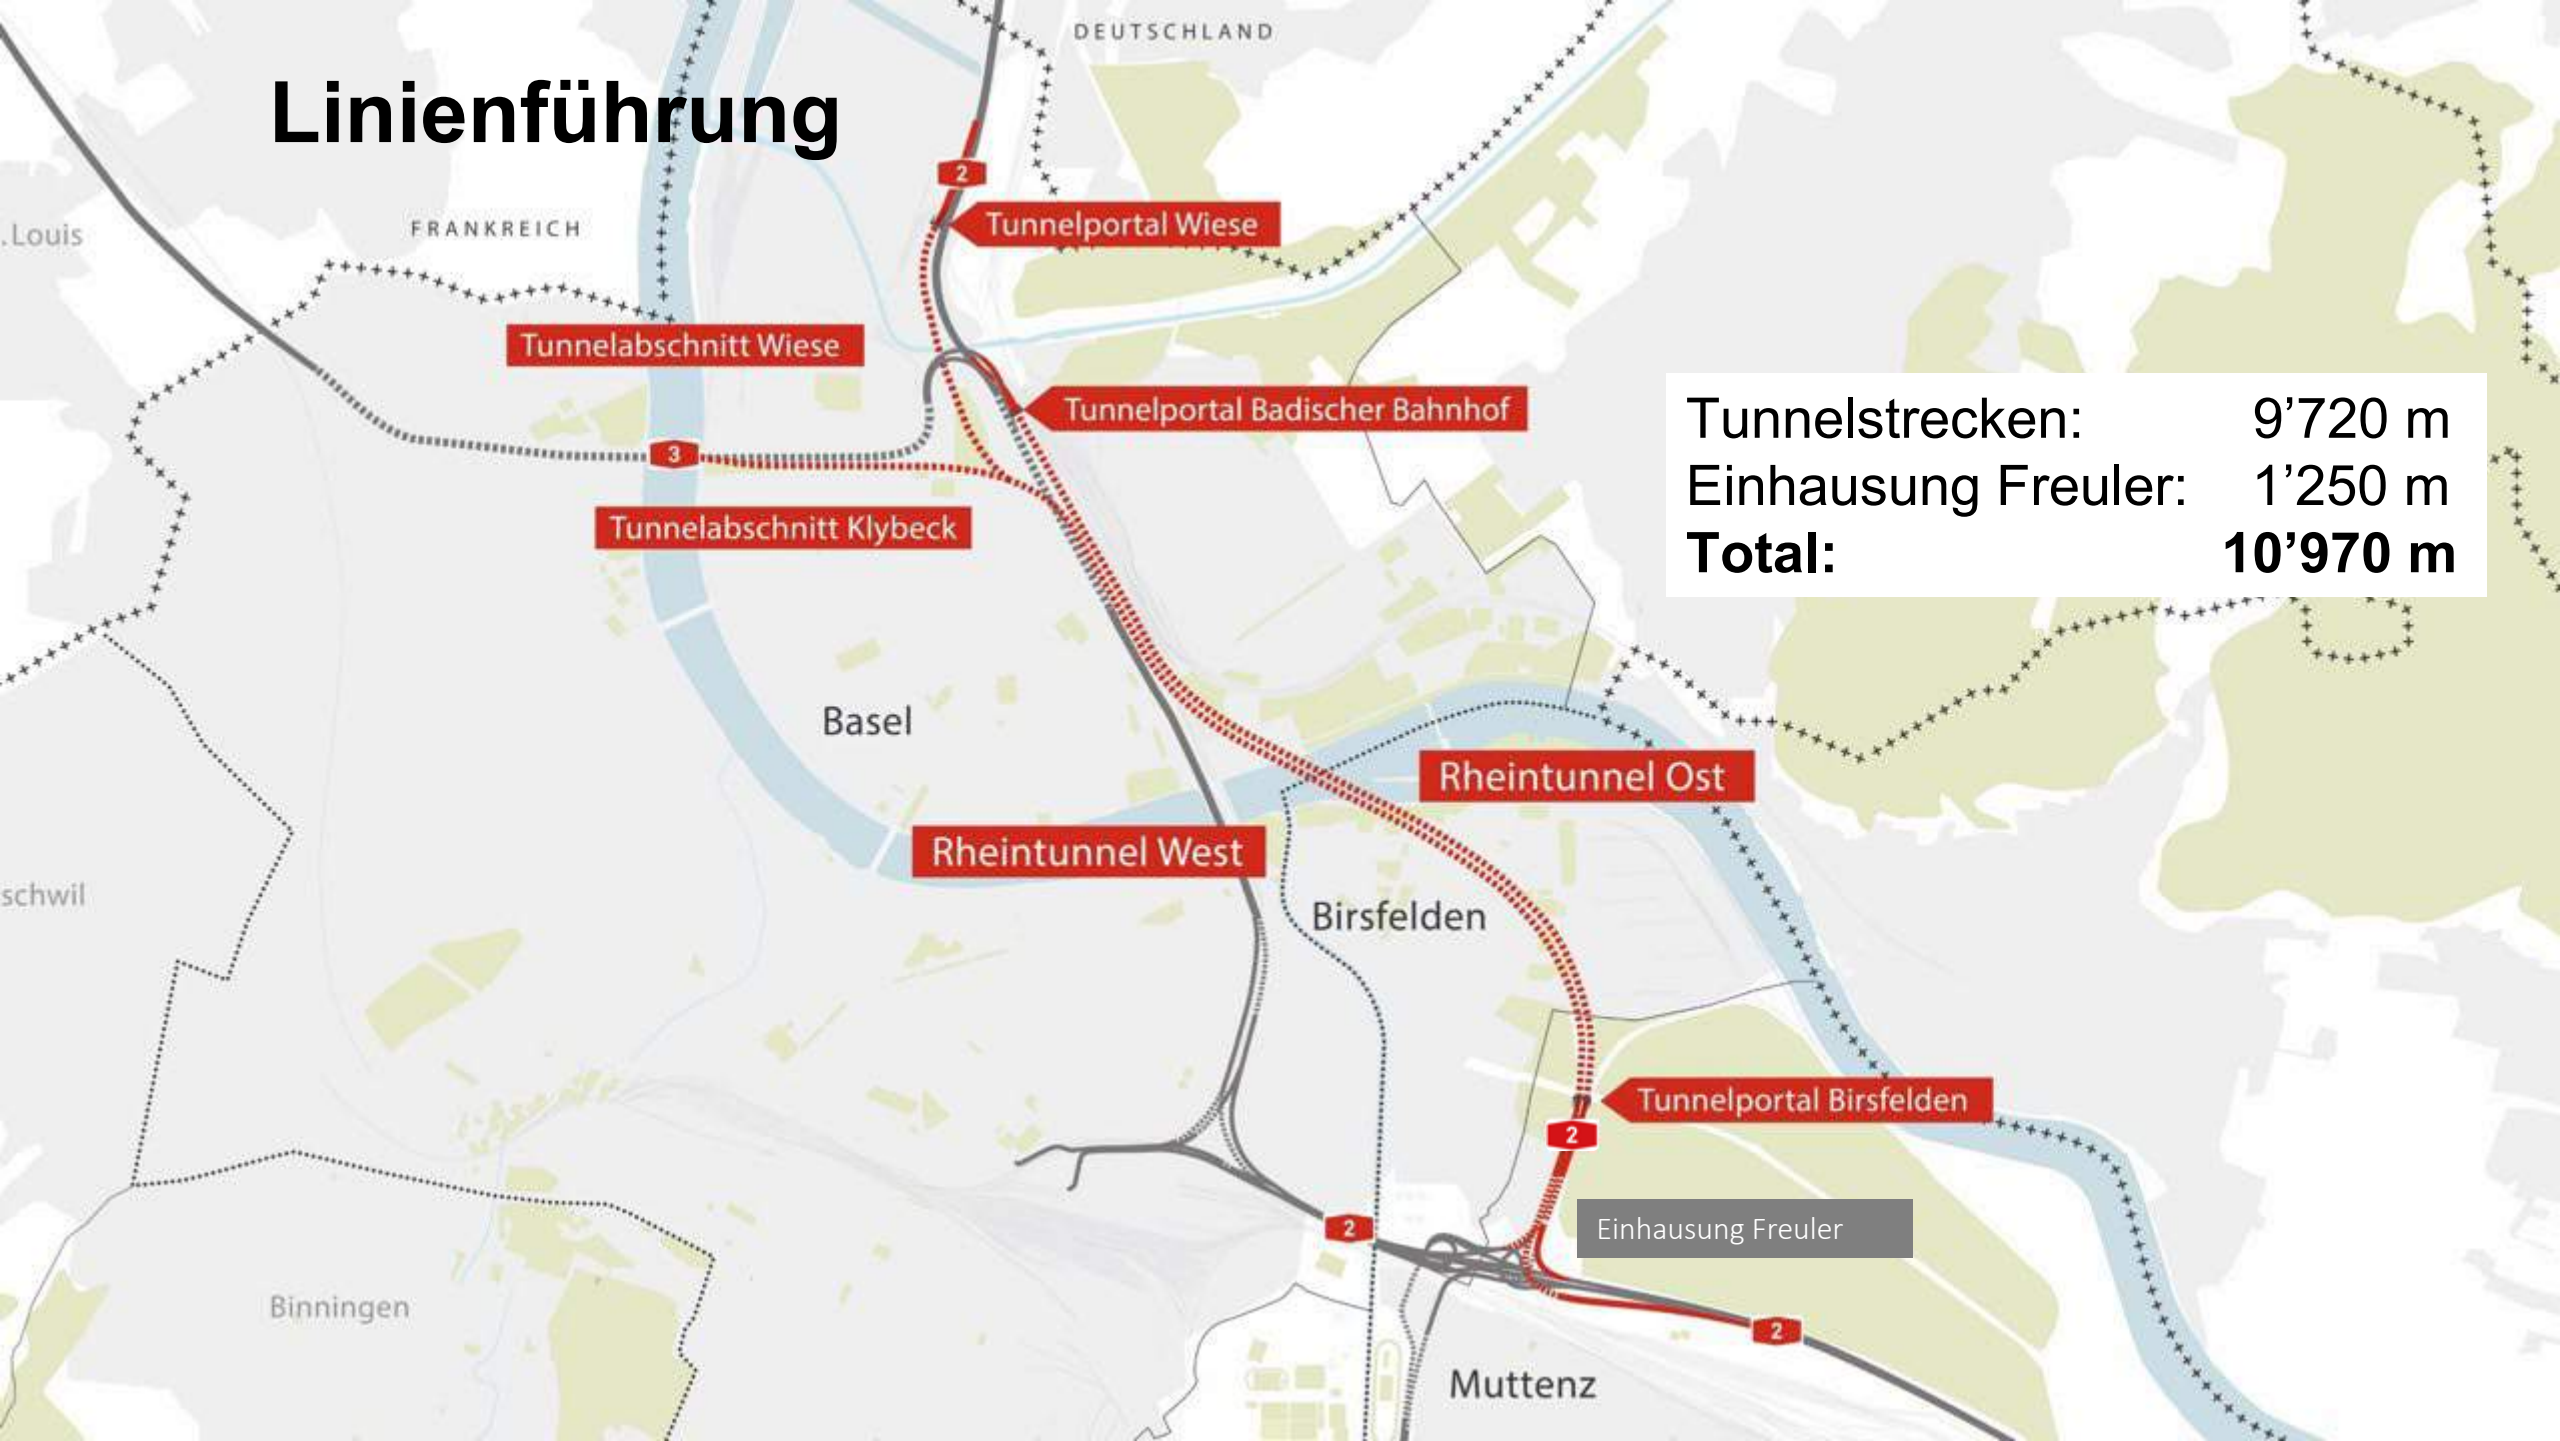 DEUTSCHLAND
Linienführung
2
Tunnelportal Wiese
FRANKREICH
.Louis
Tunnelabschnitt Wiese
Tunnelportal Badischer Bahnhof
Tunnelstrecken: 9’720 m
Einhausung Freuler: 1’250 m
Total: 10’970 m
3
Tunnelabschnitt Klybeck
Basel
Rheintunnel Ost
Rheintunnel West
schwil
Birsfelden
Tunnelportal Birsfelden
2
2
Einhausung Freuler
Binningen
2
Muttenz